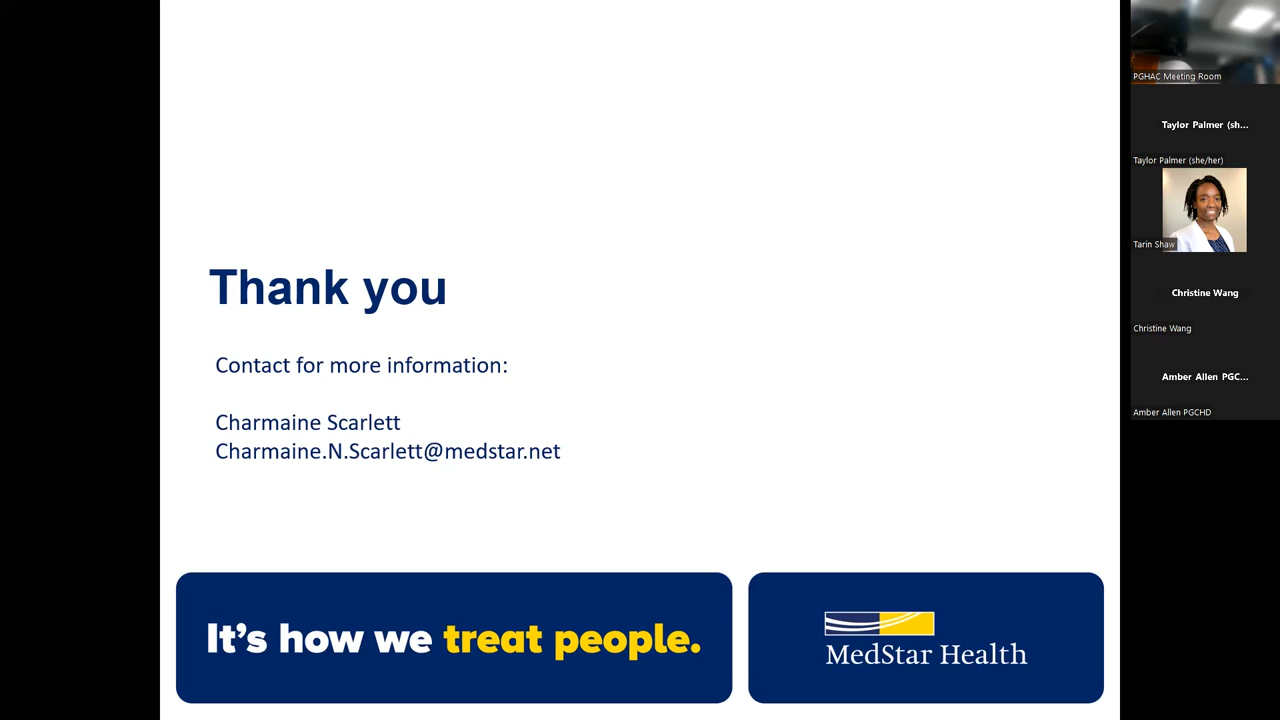 Thank you
Contact for more information:
Charmaine Scarlett
Charmaine.N.Scarlett@medstar.net
It's how we treat people.
MedStar Health
PGHAC Meeting Room
Taylor Palmer (sh...
Taylor Palmer (she/her)
Tarin Shaw
Christine Wang
Christine Wang
Amber Allen PGC...
Amber Allen PGCHD